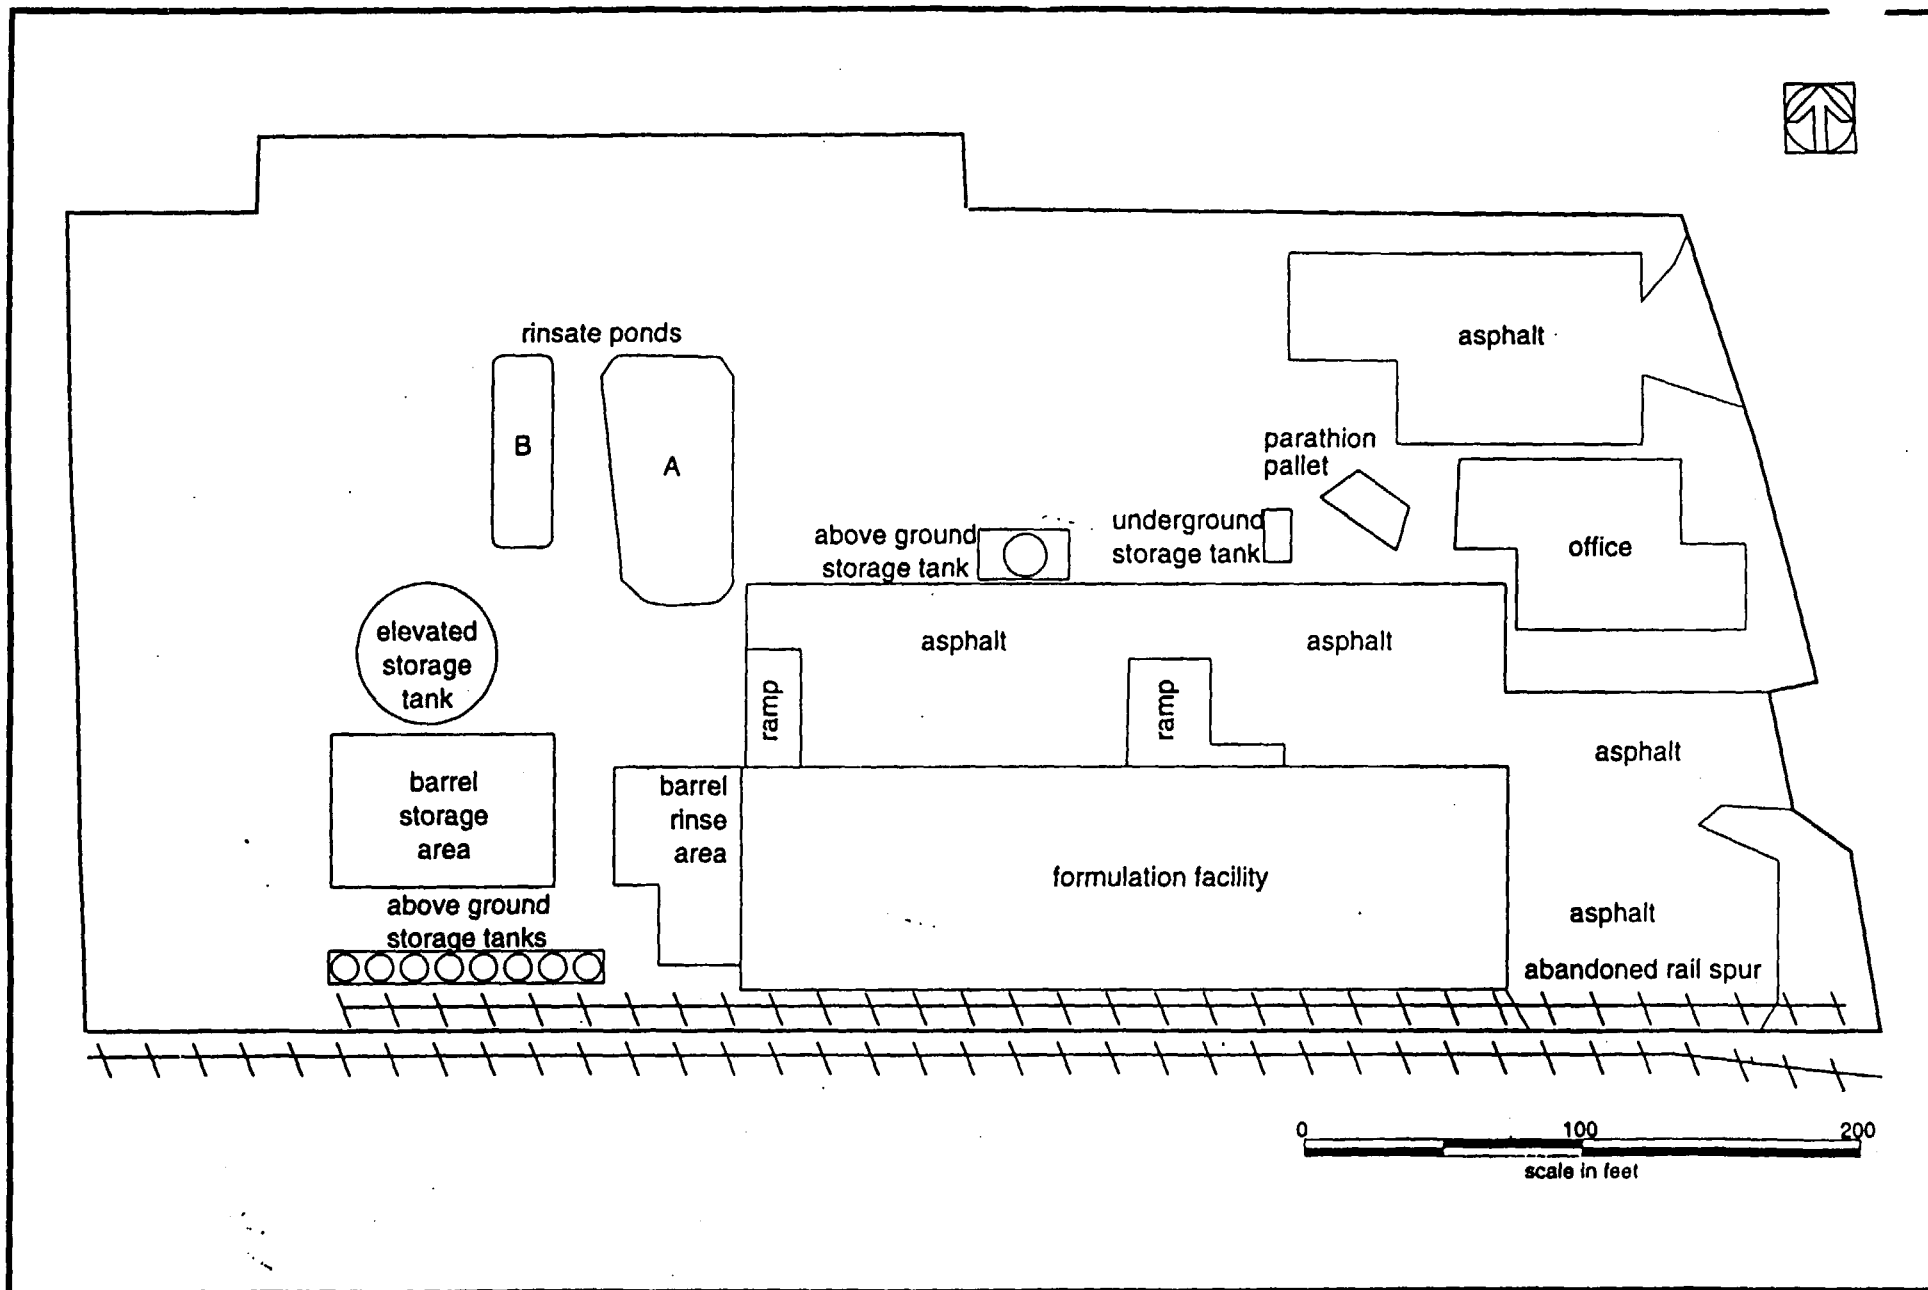 rinsate ponds
asphalt
B
A
parathion
pallet
above ground
storage tank
underground
storage tank
office
elevated
storage
tank
asphalt
asphalt
ramp
ramp
asphalt
barrel
storage
area
barrel
rinse
area
formulation facility
above ground
storage tanks
asphalt
abandoned rail spur
0 100 200
scale in feet